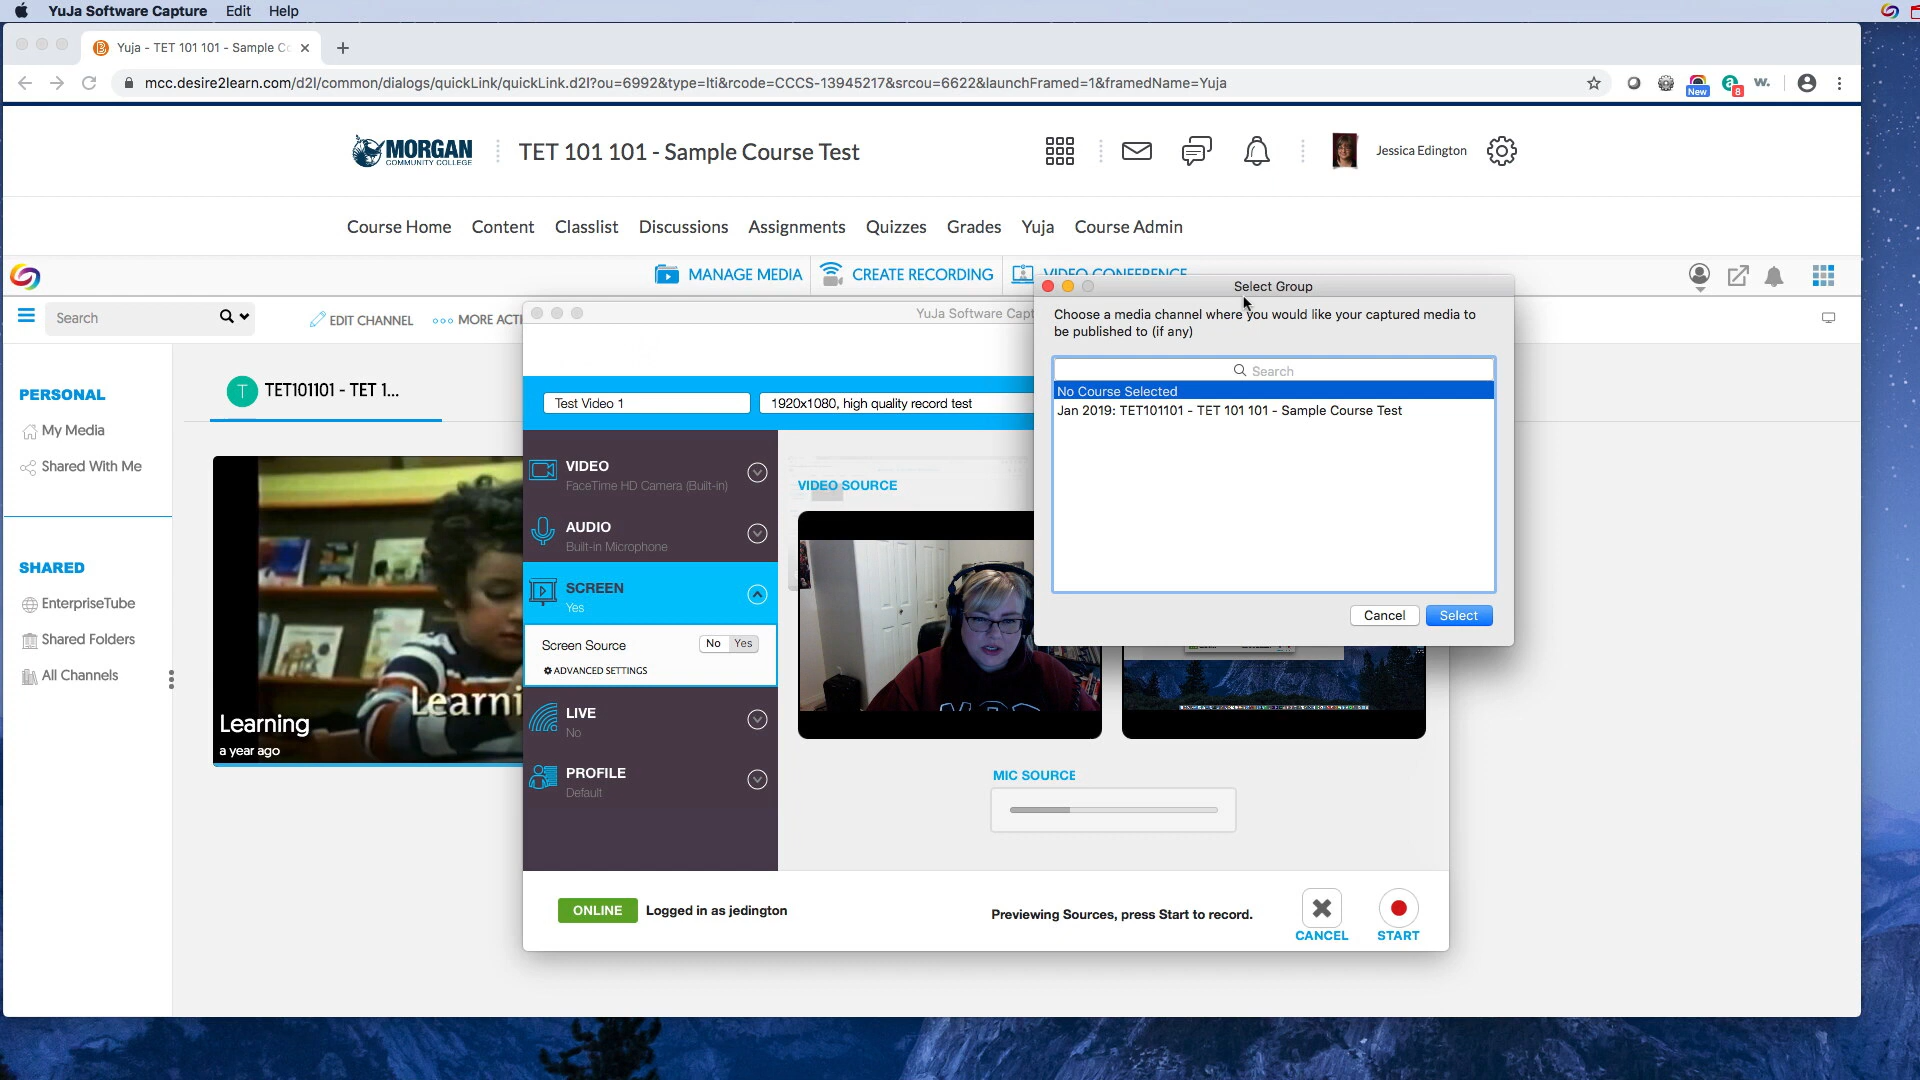 YuJa Software Capture Edit Help
Yuja - TET 101 101 - Sample Co
mcc.desire2learn.com/d2l/common/dialogs/quickLink/quickLink.d2l?ou=6992&type=lti&rcode=CCCS-13945217&srcou=6622&launchFramed=1&framedName=Yuja
New
8
MORGAN
COMMUNITY COLLEGE
TET 101 101 - Sample Course Test
Jessica Edington
Course Home Content Classlist Discussions Assignments Quizzes Grades Yuja Course Admin
MANAGE MEDIA CREATE RECORDING VIDEO CONFERENCE
Select Group
Search
EDIT CHANNEL
MORE ACTI
YuJa Software Capt
Choose a media channel where you would like your captured media to
be published to (if any)
Search
No Course Selected
Jan 2019: TET101101 - TET 101 101 - Sample Course Test
Cancel Select
PERSONAL
My Media
Shared With Me
SHARED
EnterpriseTube
Shared Folders
All Channels
T TET101101 - TET 1...
Learni
Learning
a year ago
Test Video 1
1920x1080, high quality record test
VIDEO
FaceTime HD Camera (Built-in)
AUDIO
Built-in Microphone
SCREEN
Yes
Screen Source No Yes
ADVANCED SETTINGS
LIVE
No
PROFILE
Default
VIDEO SOURCE
MIC SOURCE
ONLINE Logged in as jedington
Previewing Sources, press Start to record.
CANCEL START